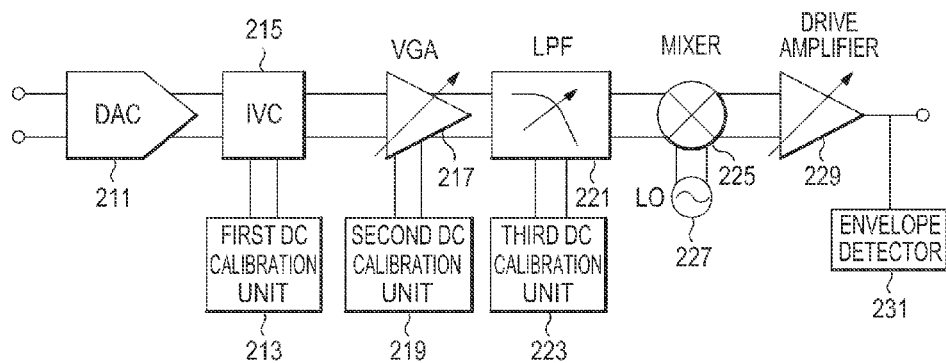 215
VGA
LPF
MIXER
DRIVE
AMPLIFIER
DAC
IVC
211
217
221
225
229
LO
227
FIRST DC
CALIBRATION
UNIT
SECOND DC
CALIBRATION
UNIT
THIRD DC
CALIBRATION
UNIT
ENVELOPE
DETECTOR
231
213
219
223